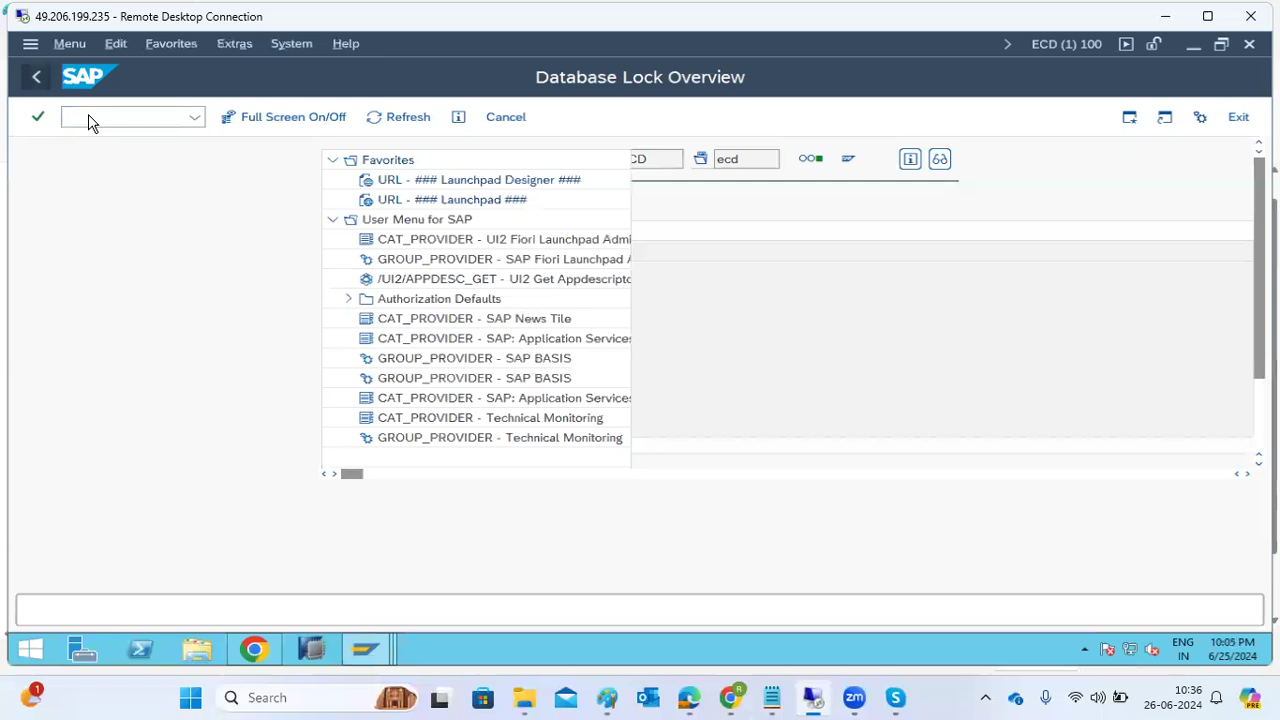 49.206.199.235 - Remote Desktop Connection
Menu Edit Favorites Extras System Help ECD (1) 100
SAP Database Lock Overview
Full Screen On/Off Refresh Cancel Exit
Favorites CD ecd
URL - ### Launchpad Designer ###
URL - ### Launchpad ###
User Menu for SAP
CAT_PROVIDER - UI2 Fiori Launchpad Admi
GROUP_PROVIDER - SAP Fiori Launchpad A
/UI2/APPDESC_GET - UI2 Get Appdescripto
Authorization Defaults
CAT_PROVIDER - SAP News Tile
CAT_PROVIDER - SAP: Application Services
GROUP_PROVIDER - SAP BASIS
GROUP_PROVIDER - SAP BASIS
CAT_PROVIDER - SAP: Application Services
CAT_PROVIDER - Technical Monitoring
GROUP_PROVIDER - Technical Monitoring
ENG 10:05 PM
IN 6/25/2024
1 Search R zm S 10:36 PRE
26-06-2024